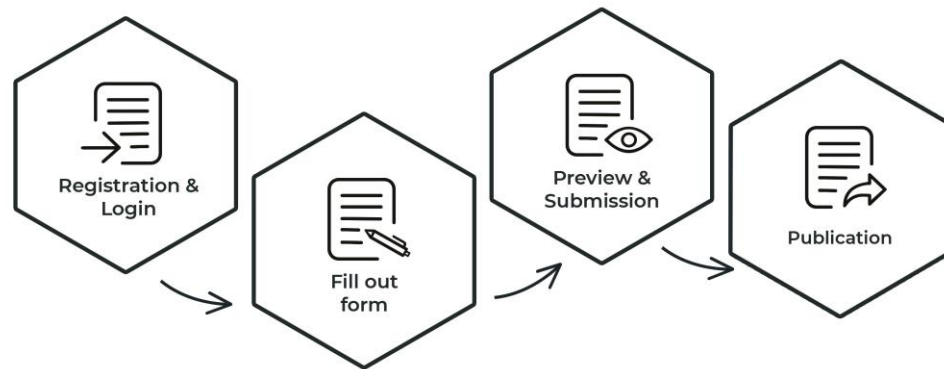 Registration &
Login
Fill out
form
Preview &
Submission
Publication